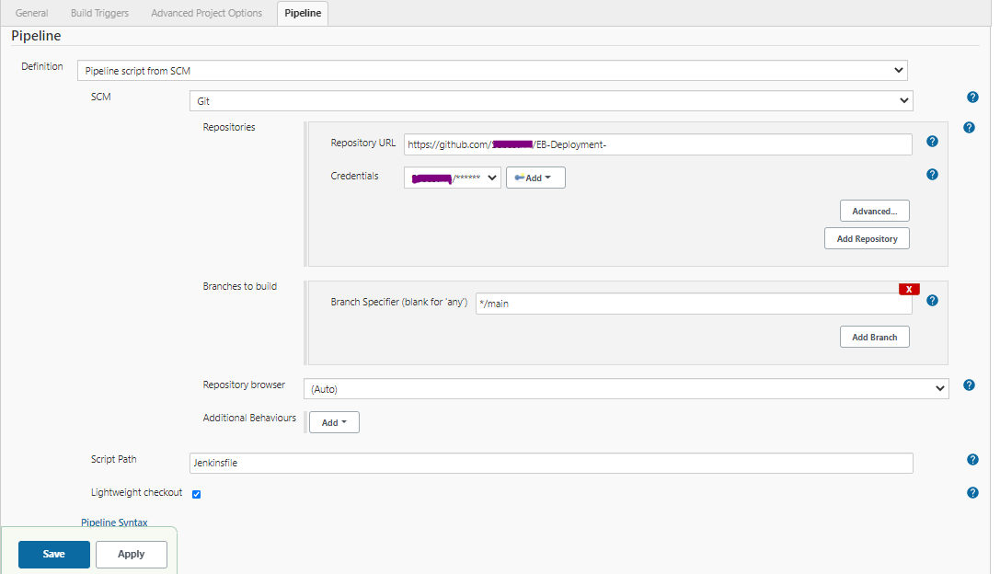 General Build Triggers Advanced Project Options Pipeline
Pipeline
Definition Pipeline script from SCM
SCM Git ?
Repositories ?
Repository URL https://github.com/ /EB-Deployment- ?
Credentials /****** Add ?
Advanced...
Add Repository
Branches to build
X
Branch Specifier (blank for 'any') */main ?
Add Branch
Repository browser (Auto) ?
Additional Behaviours Add
Script Path Jenkinsfile ?
Lightweight checkout ?
Pipeline Syntax
Save Apply